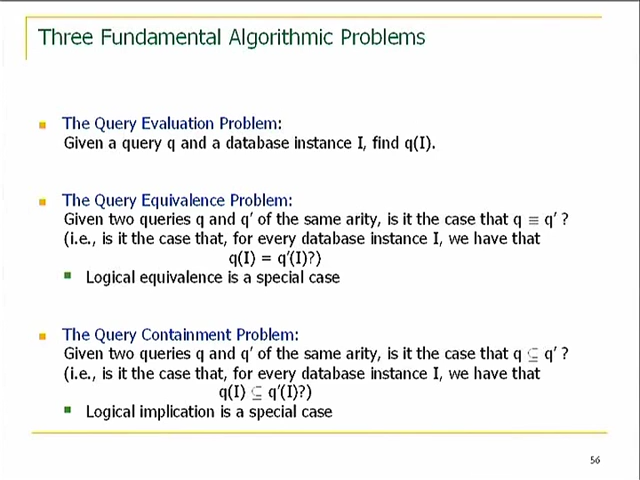 Three Fundamental Algorithmic Problems
The Query Evaluation Problem:
Given a query q and a database instance I, find q(I).
The Query Equivalence Problem:
Given two queries q and q' of the same arity, is it the case that q ≡ q' ?
(i.e., is it the case that, for every database instance I, we have that
q(I) = q'(I)?)
Logical equivalence is a special case
The Query Containment Problem:
Given two queries q and q' of the same arity, is it the case that q ⊆ q' ?
(i.e., is it the case that, for every database instance I, we have that
q(I) ⊆ q'(I)?)
Logical implication is a special case
56